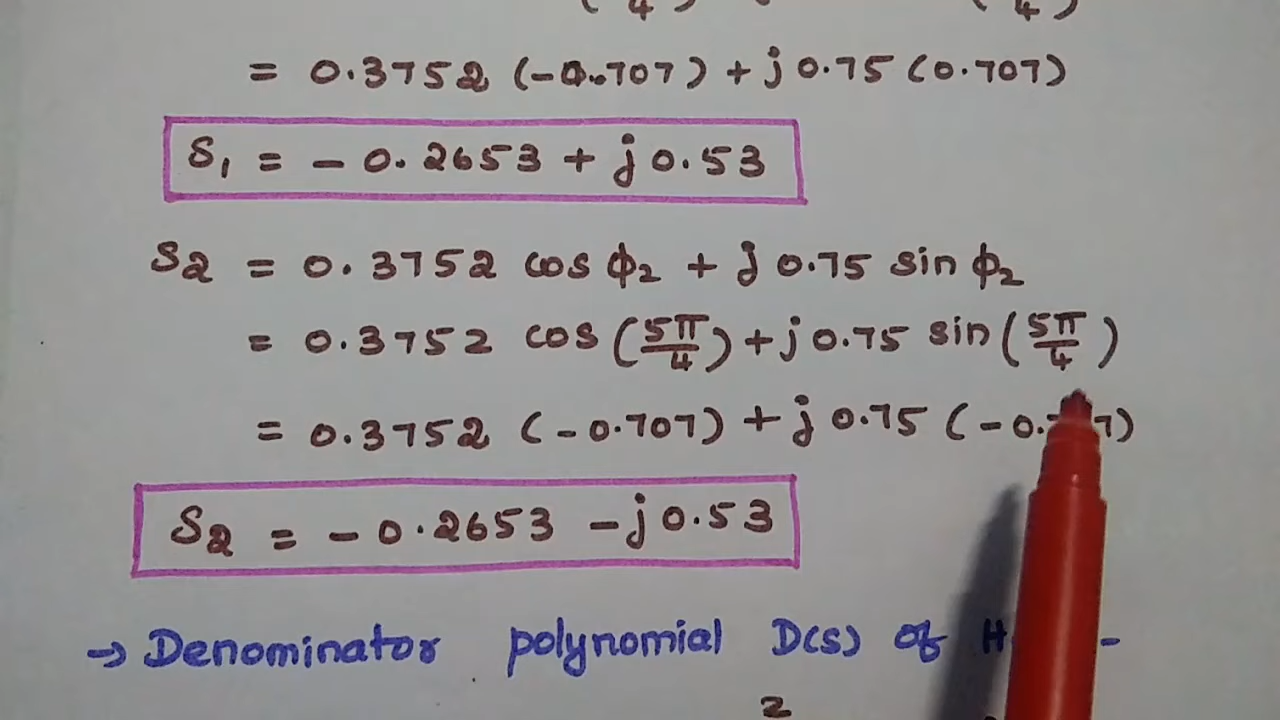 = 0.3752 (-0.707) + j 0.75 (0.707)
S₁ = - 0.2653 + j 0.53
S₂ = 0.3752 cos ϕ₂ + j 0.75 sin ϕ₂
= 0.3752 cos (5π/4) + j 0.75 sin (5π/4)
= 0.3752 (-0.707) + j 0.75
S₂ = - 0.2653 - j 0.53
→ Denominator polynomial D(s) of
2